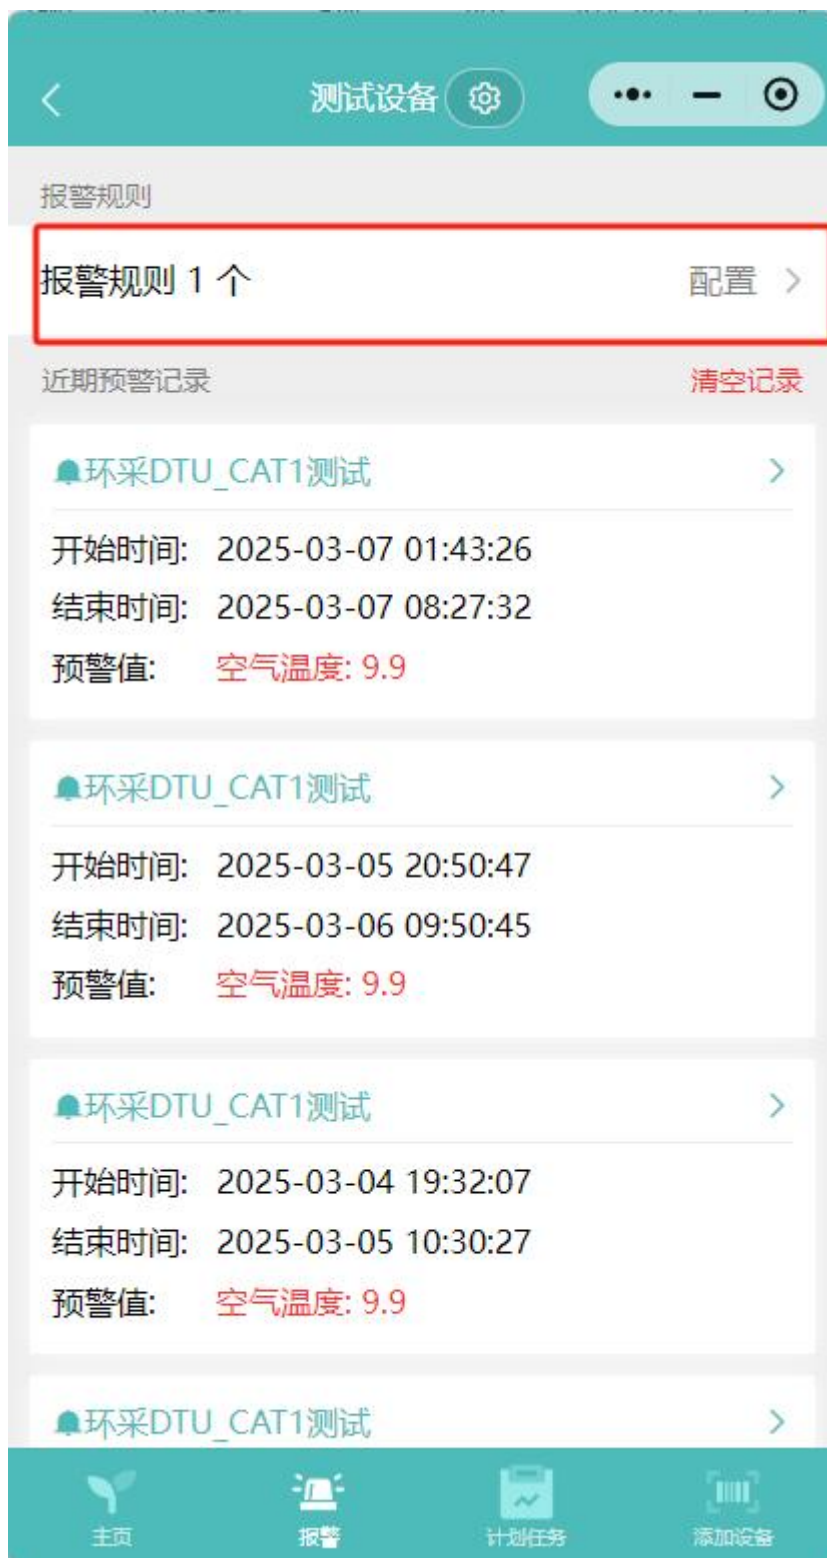 测试设备
报警规则
报警规则 1 个 配置
近期预警记录 清空记录
环采DTU_CAT1测试
开始时间: 2025-03-07 01:43:26
结束时间: 2025-03-07 08:27:32
预警值: 空气温度: 9.9
环采DTU_CAT1测试
开始时间: 2025-03-05 20:50:47
结束时间: 2025-03-06 09:50:45
预警值: 空气温度: 9.9
环采DTU_CAT1测试
开始时间: 2025-03-04 19:32:07
结束时间: 2025-03-05 10:30:27
预警值: 空气温度: 9.9
环采DTU_CAT1测试
主页 报警 计划任务 添加设备